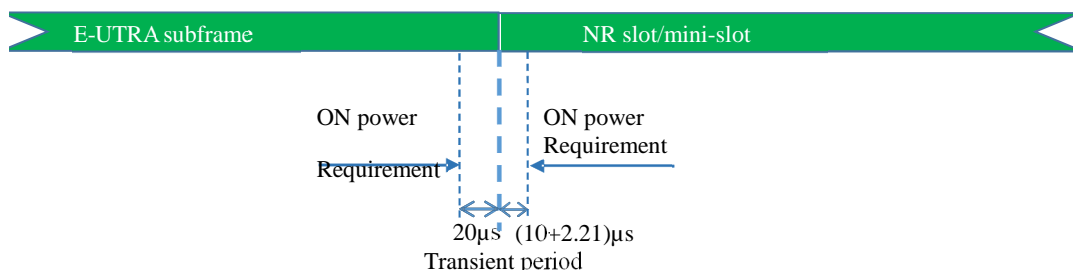 E-UTRA subframe
NR slot/mini-slot
ON power
Requirement
ON power
Requirement
20µs
(10+2.21)µs
Transient period